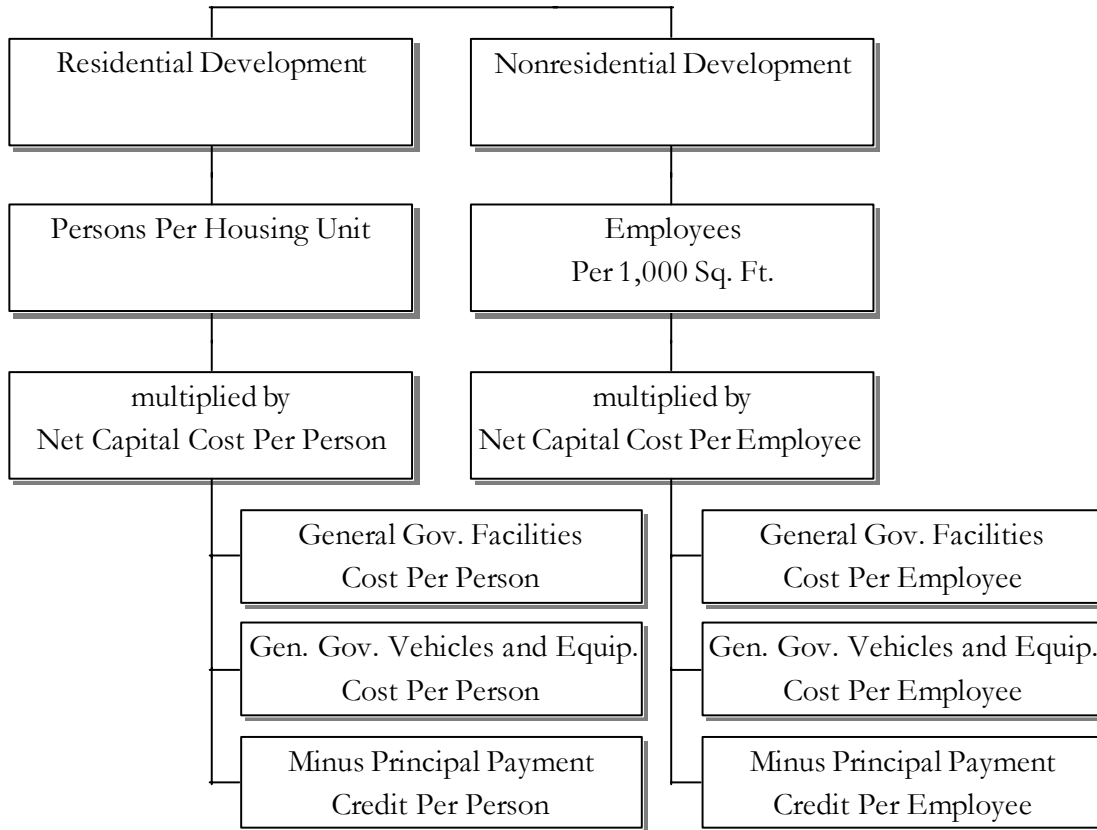 Residential Development
Nonresidential Development
Persons Per Housing Unit
Employees
Per 1,000 Sq. Ft.
multiplied by
Net Capital Cost Per Person
multiplied by
Net Capital Cost Per Employee
General Gov. Facilities
Cost Per Person
General Gov. Facilities
Cost Per Employee
Gen. Gov. Vehicles and Equip.
Cost Per Person
Gen. Gov. Vehicles and Equip.
Cost Per Employee
Minus Principal Payment
Credit Per Person
Minus Principal Payment
Credit Per Employee